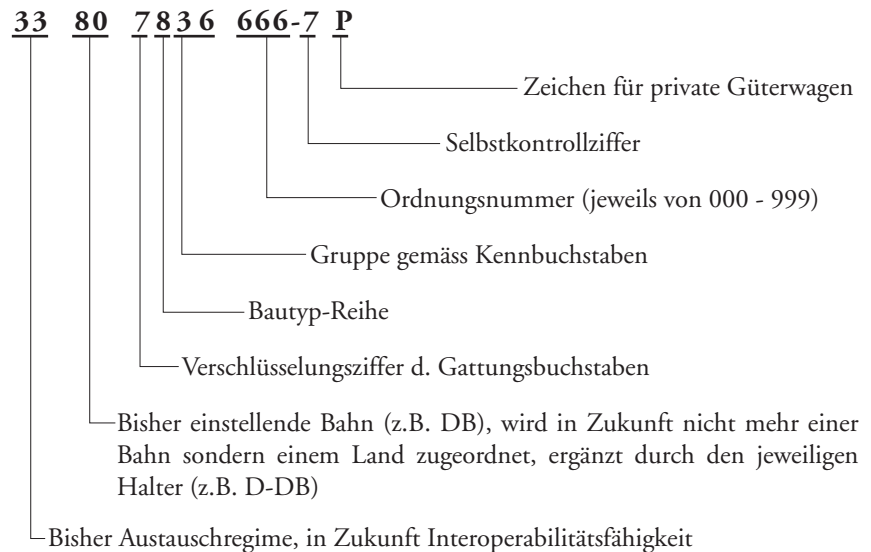 33 80 7836 666-7 P
Zeichen für private Güterwagen
Selbstkontrollziffer
Ordnungsnummer (jeweils von 000 - 999)
Gruppe gemäss Kennbuchstaben
Bautyp-Reihe
Verschlüsselungsziffer d. Gattungsbuchstaben
Bisher einstellende Bahn (z.B. DB), wird in Zukunft nicht mehr einer
Bahn sondern einem Land zugeordnet, ergänzt durch den jeweiligen
Halter (z.B. D-DB)
Bisher Austauschregime, in Zukunft Interoperabilitätsfähigkeit